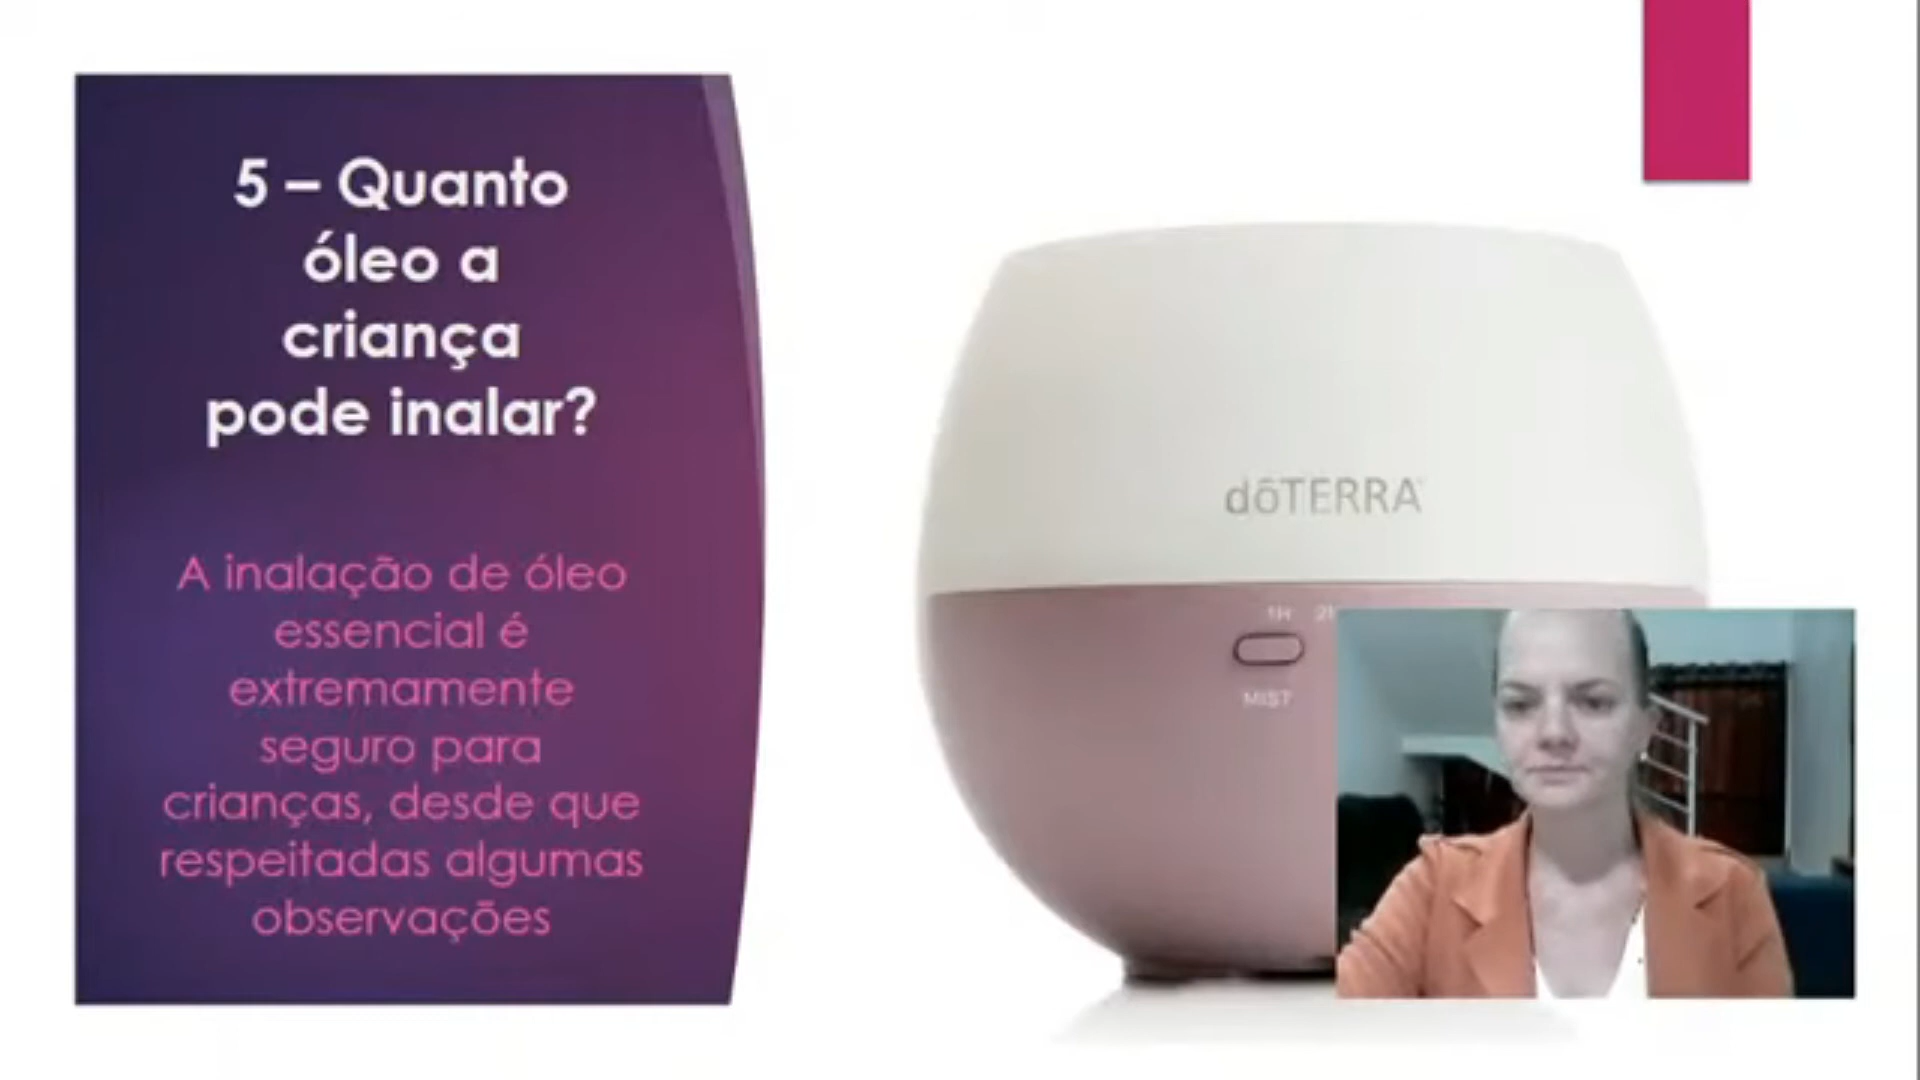 5 – Quanto
óleo a
criança
pode inalar?
A inalação de óleo
essencial é
extremamente
seguro para
crianças, desde que
respeitadas algumas
observações
dōTERRA
1H
MIST